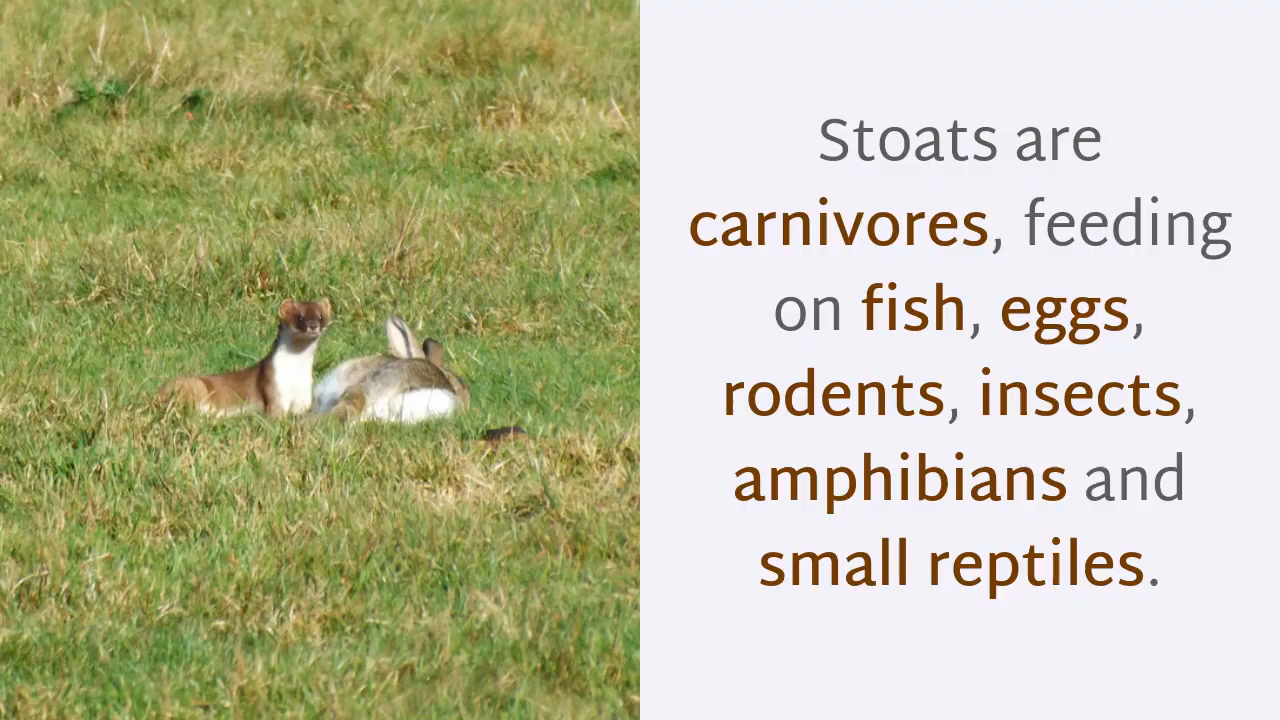 Stoats are
carnivores, feeding
on fish, eggs,
rodents, insects,
amphibians and
small reptiles.